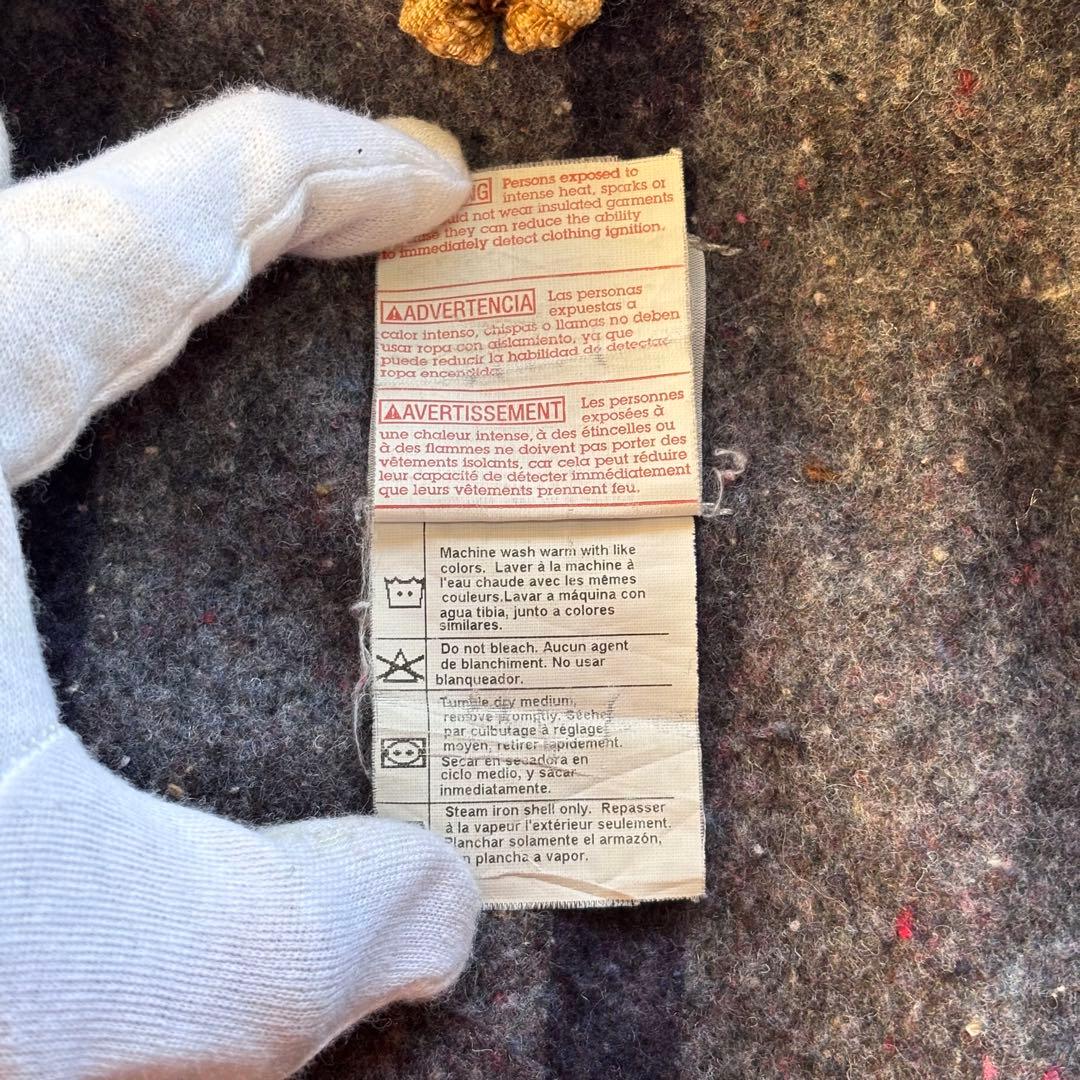 Persons exposed to
intense heat, sparks or
not wear insulated garments
they can reduce the ability
to immediately detect clothing ignition.
ADVERTENCIA Las personas
expuestas a
calor intenso, chispas o llamas no deben
usar ropa con aislamiento, ya que
puede reducir la habilidad de detectar
ropa encendida.
AVERTISSEMENT Les personnes
exposées à
une chaleur intense, à des étincelles ou
à des flammes ne doivent pas porter des
vêtements isolants, car cela peut réduire
leur capacité de détecter immédiatement
que leurs vêtements prennent feu.
Machine wash warm with like
colors. Laver à la machine à
l'eau chaude avec les mêmes
couleurs.Lavar a máquina con
agua tibia, junto a colores
similares.
Do not bleach. Aucun agent
de blanchiment. No usar
blanqueador.
Tumble dry medium,
remove promptly. Séche
par culbutage à réglage
moyen, retirer rapidement.
Secar en secadora en
ciclo medio, y sacar
inmediatamente.
Steam iron shell only. Repasser
à la vapeur l'extérieur seulement.
Planchar solamente el armazón,
plancha a vapor.